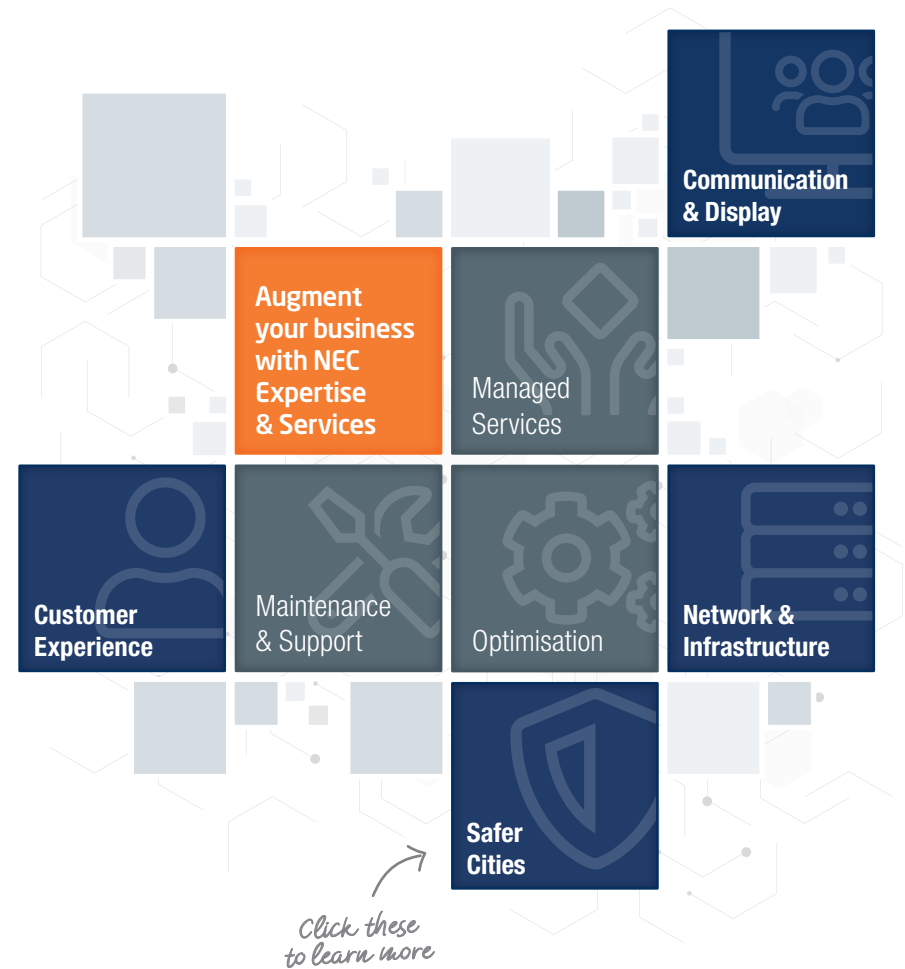 Communication
& Display
Augment
your business
with NEC
Expertise
& Services
Managed
Services
Customer
Experience
Maintenance
& Support
Optimisation
Network &
Infrastructure
Safer
Cities
Click these
to learn more